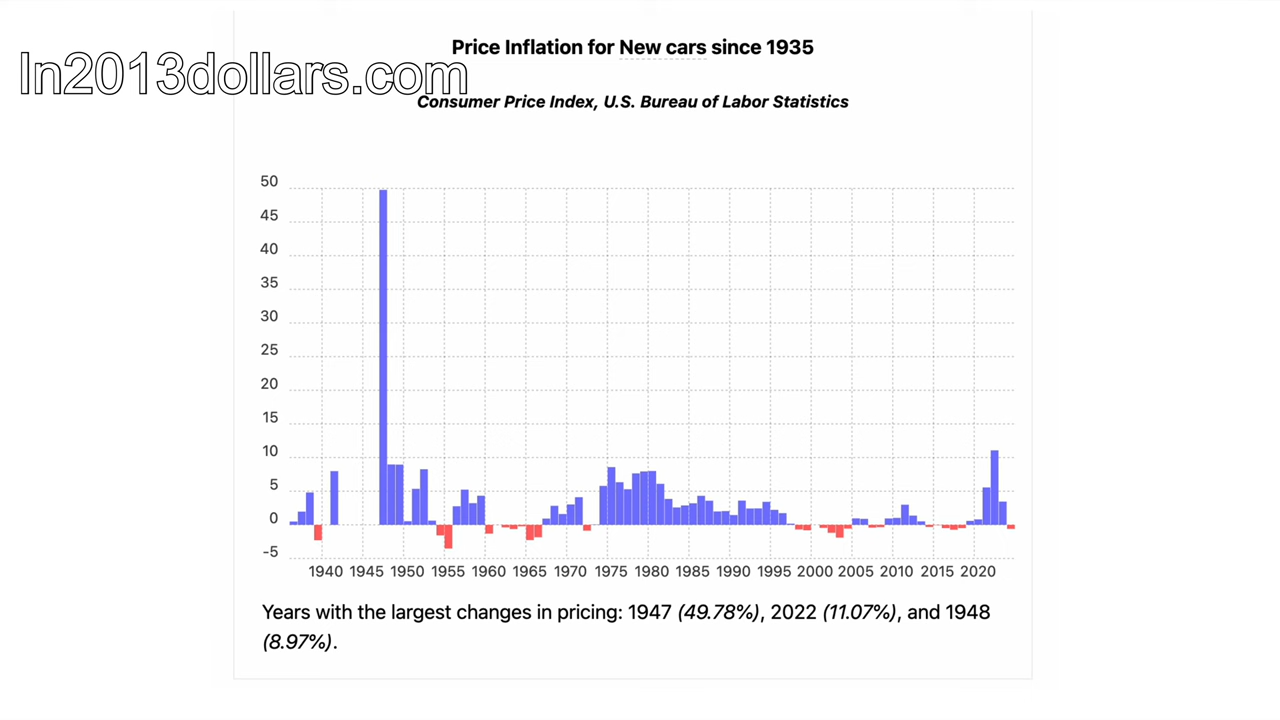 Price Inflation for New cars since 1935
In2013dollars.com
Consumer Price Index, U.S. Bureau of Labor Statistics
50
45
40
35
30
25
20
15
10
5
0
-5
1940 1945 1950 1955 1960 1965 1970 1975 1980 1985 1990 1995 2000 2005 2010 2015 2020
Years with the largest changes in pricing: 1947 (49.78%), 2022 (11.07%), and 1948
(8.97%).